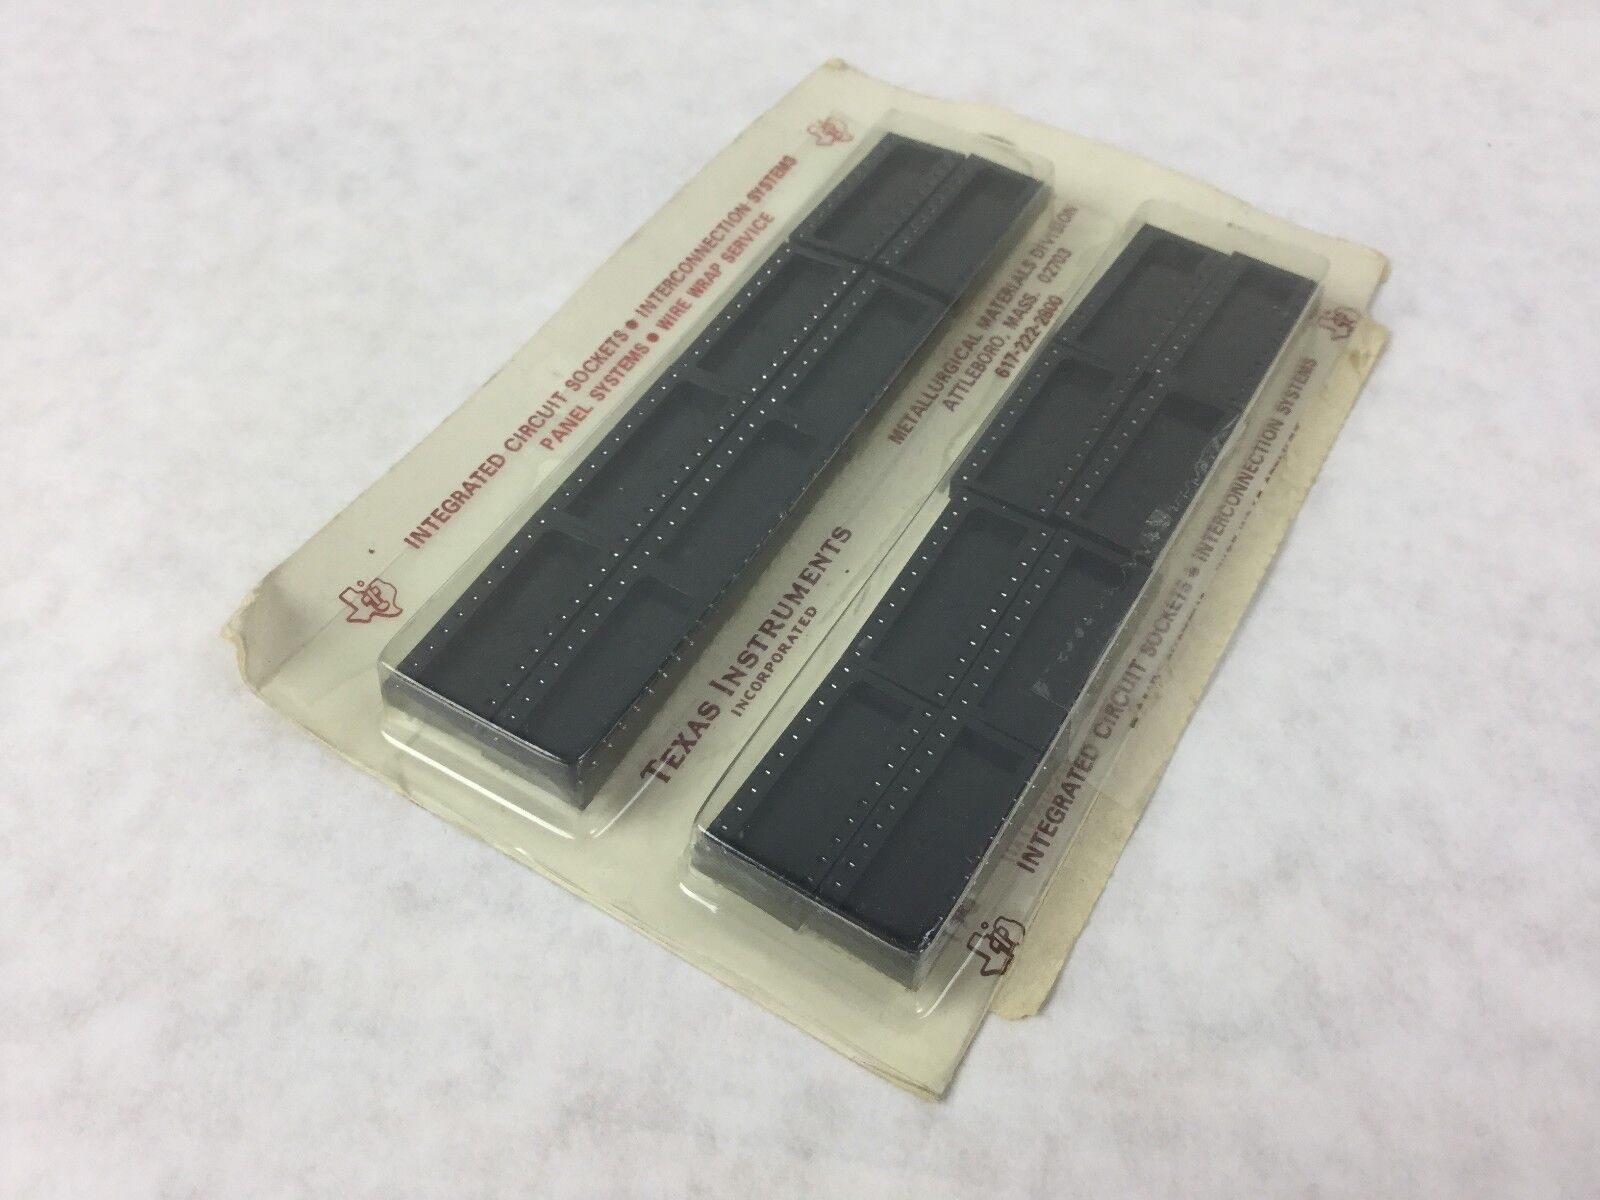 INTEGRATED CIRCUIT SOCKETS ● INTERCONNECTION SYSTEMS
PANEL SYSTEMS ● WIRE WRAP SERVICE
METALLURGICAL MATERIALS DIVISION
ATTLEBORO, MASS. 02703
617-222-2800
TEXAS INSTRUMENTS
INCORPORATED
INTEGRATED CIRCUIT SOCKETS ● INTERCONNECTION SYSTEMS